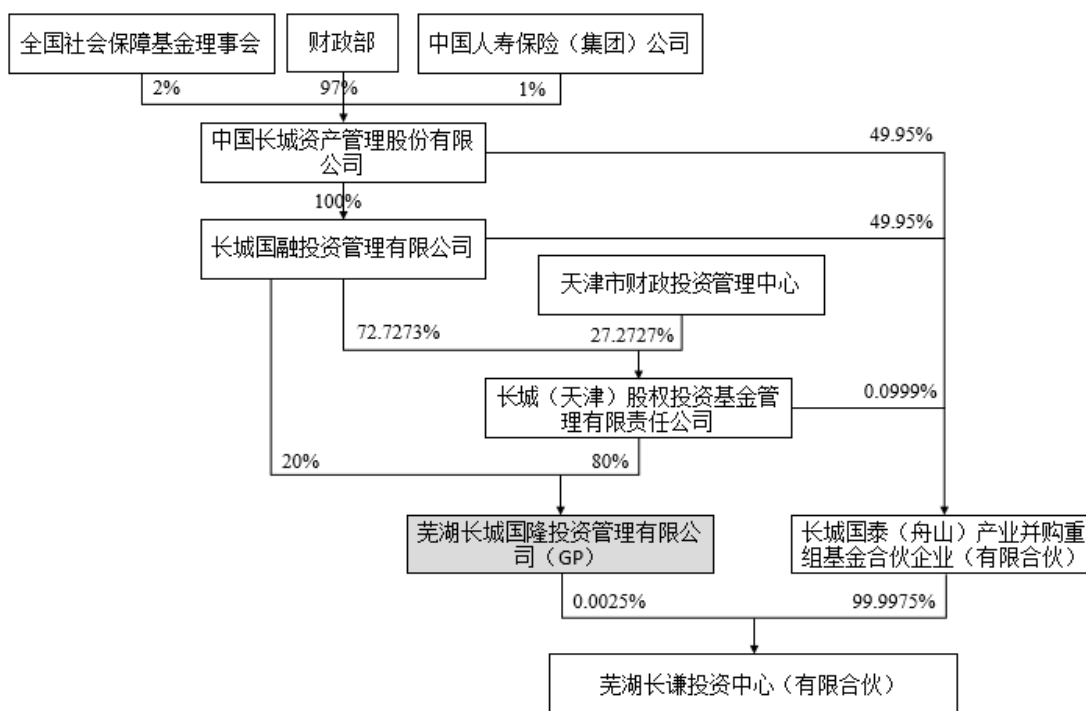 全国社会保障基金理事会
财政部
中国人寿保险（集团）公司
2%
97%
1%
中国长城资产管理股份有限
公司
49.95%
100%
长城国融投资管理有限公司
49.95%
天津市财政投资管理中心
72.7273%
27.2727%
长城（天津）股权投资基金管
理有限责任公司
0.0999%
20%
80%
芜湖长城国隆投资管理有限公
司（GP）
长城国泰（舟山）产业并购重
组基金合伙企业（有限合伙）
0.0025%
99.9975%
芜湖长谦投资中心（有限合伙）